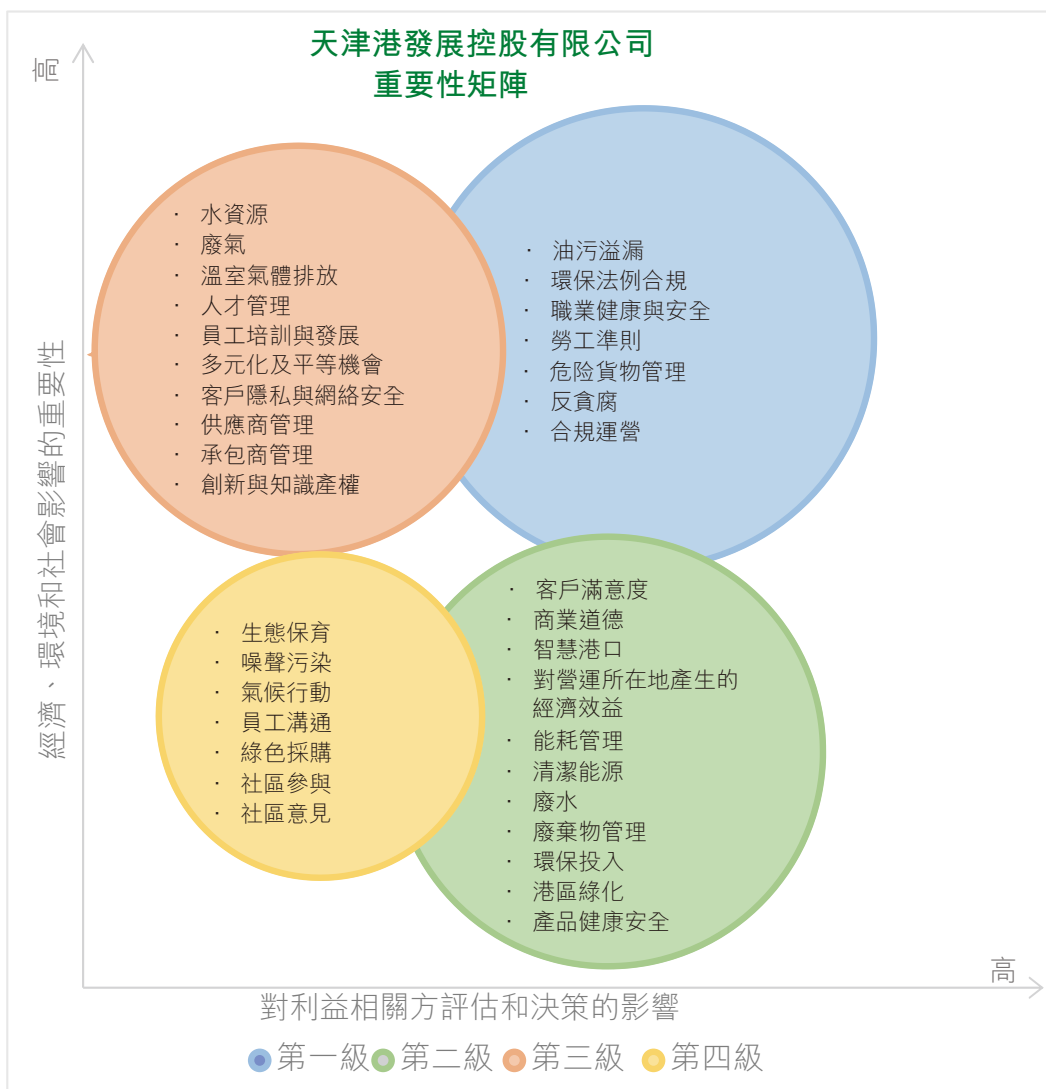 天津港發展控股有限公司
重要性矩陣
高
經濟、環境和社會影響的重要性
· 水資源
· 廢氣
· 溫室氣體排放
· 人才管理
· 員工培訓與發展
· 多元化及平等機會
· 客戶隱私與網絡安全
· 供應商管理
· 承包商管理
· 創新與知識產權
· 油污溢漏
· 環保法例合規
· 職業健康與安全
· 勞工準則
· 危险貨物管理
· 反貪腐
· 合規運營
· 生態保育
· 噪聲污染
· 氣候行動
· 員工溝通
· 綠色採購
· 社區參與
· 社區意見
· 客戶滿意度
· 商業道德
· 智慧港口
· 對營運所在地產生的
經濟效益
· 能耗管理
· 清潔能源
· 廢水
· 廢棄物管理
· 環保投入
· 港區綠化
· 產品健康安全
高
對利益相關方評估和決策的影響
第一級 第二級 第三級 第四級